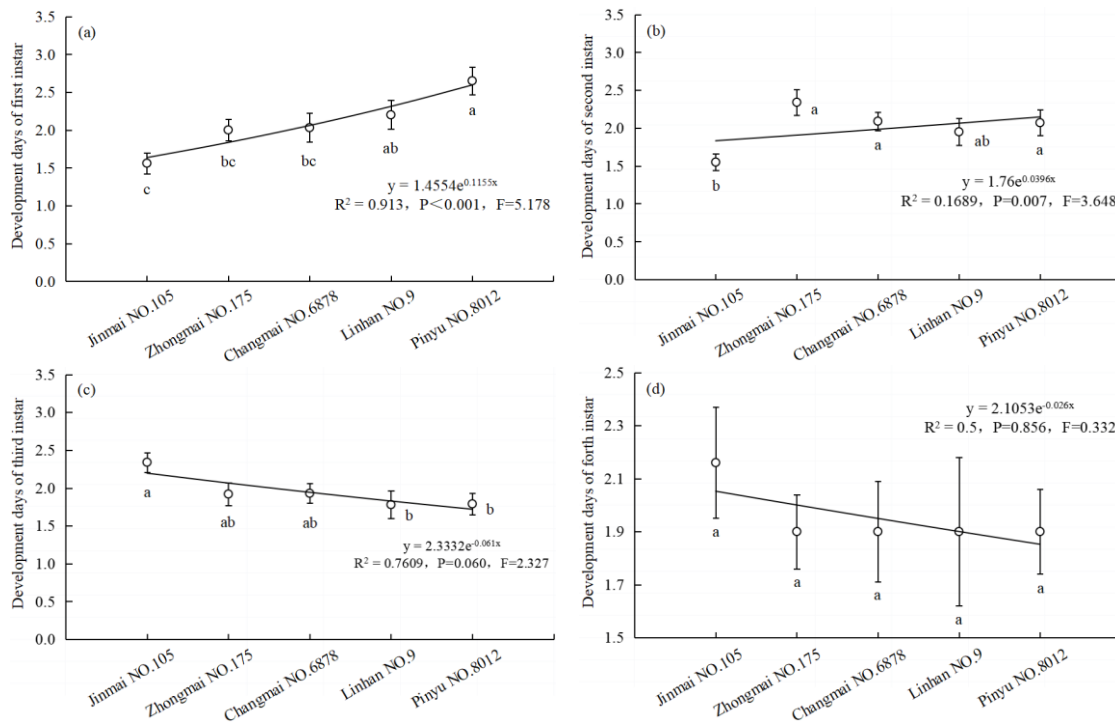 (a)
Development days of first instar
3.5
3.0
2.5
2.0
1.5
1.0
0.5
0.0
c
bc
bc
ab
a
y = 1.4554e^0.1155x
R² = 0.913，P＜0.001，F=5.178
Jinmai NO.105
Zhongmai NO.175
Changmai NO.6878
Linhan NO.9
Pinyu NO.8012
(b)
Development days of second instar
3.5
3.0
2.5
2.0
1.5
1.0
0.5
0.0
b
a
a
ab
a
y = 1.76e^0.0396x
R² = 0.1689，P=0.007，F=3.648
Jinmai NO.105
Zhongmai NO.175
Changmai NO.6878
Linhan NO.9
Pinyu NO.8012
(c)
Development days of third instar
3.5
3.0
2.5
2.0
1.5
1.0
0.5
0.0
a
ab
ab
b
b
y = 2.3332e^-0.061x
R² = 0.7609，P=0.060，F=2.327
Jinmai NO.105
Zhongmai NO.175
Changmai NO.6878
Linhan NO.9
Pinyu NO.8012
(d)
Development days of forth instar
2.5
2.3
2.1
1.9
1.7
1.5
y = 2.1053e^-0.026x
R² = 0.5，P=0.856，F=0.332
a
a
a
a
a
Jinmai NO.105
Zhongmai NO.175
Changmai NO.6878
Linhan NO.9
Pinyu NO.8012